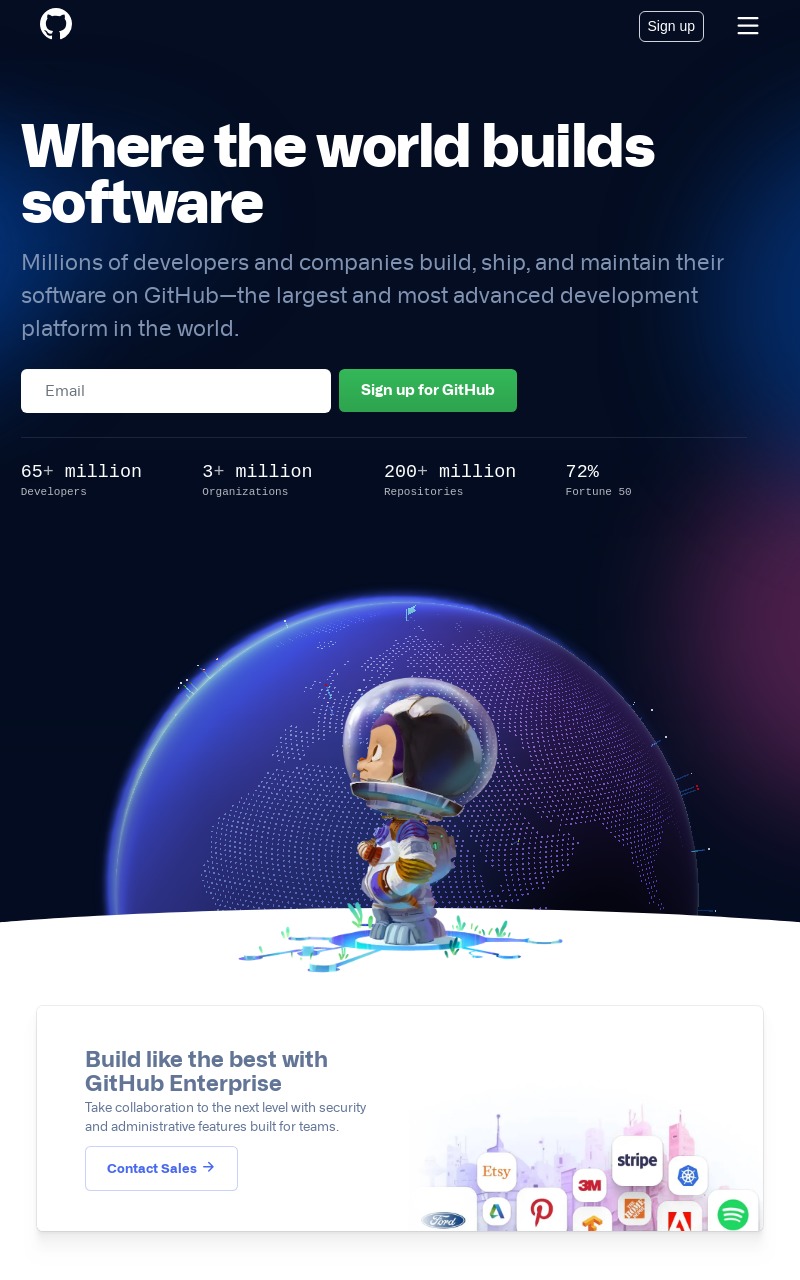 Sign up
Where the world builds
software
Millions of developers and companies build, ship, and maintain their
software on GitHub—the largest and most advanced development
platform in the world.
Email
Sign up for GitHub
65+ million
Developers
3+ million
Organizations
200+ million
Repositories
72%
Fortune 50
Build like the best with
GitHub Enterprise
Take collaboration to the next level with security
and administrative features built for teams.
Contact Sales →
Etsy
stripe
3M
Ford